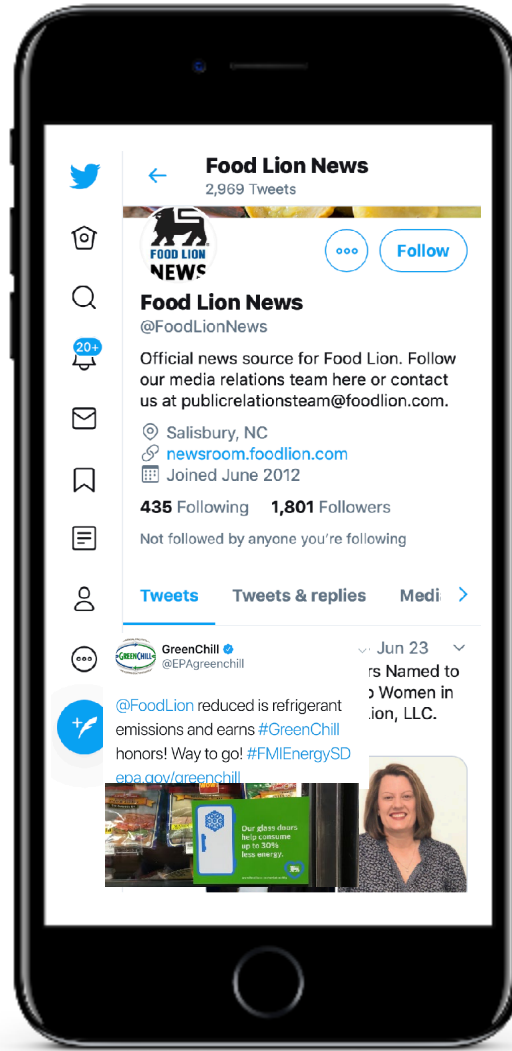 Food Lion News
2,969 Tweets
FOOD LION
NEWS
Follow
Food Lion News
@FoodLionNews
Official news source for Food Lion. Follow
our media relations team here or contact
us at publicrelationsteam@foodlion.com.
Salisbury, NC
newsroom.foodlion.com
Joined June 2012
435 Following 1,801 Followers
Not followed by anyone you're following
20+
Tweets Tweets & replies Medi
GREENCHILL
GreenChill
@EPAgreenchill
Jun 23
rs Named to
Women in
ion, LLC.
@FoodLion reduced is refrigerant
emissions and earns #GreenChill
honors! Way to go! #FMIEnergySD
epa.gov/greenchill
WOW!
Our glass doors
help consume
up to 30%
less energy.